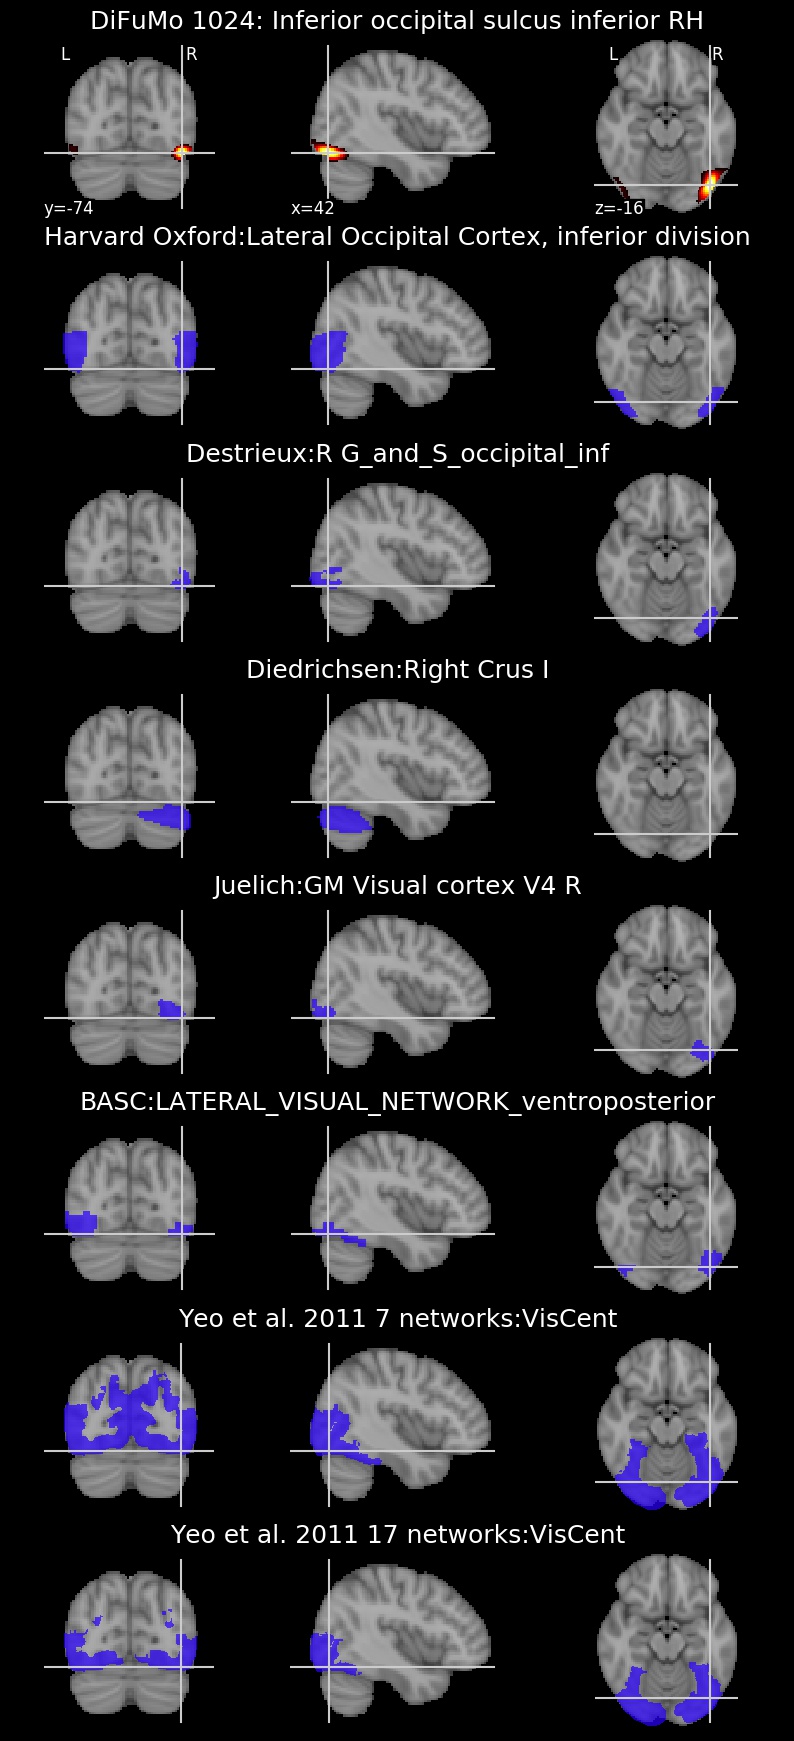 DiFuMo 1024: Inferior occipital sulcus inferior RH
L R L R
y=-74 x=42 z=-16
Harvard Oxford:Lateral Occipital Cortex, inferior division
Destrieux:R G_and_S_occipital_inf
Diedrichsen:Right Crus I
Juelich:GM Visual cortex V4 R
BASC:LATERAL_VISUAL_NETWORK_ventroposterior
Yeo et al. 2011 7 networks:VisCent
Yeo et al. 2011 17 networks:VisCent